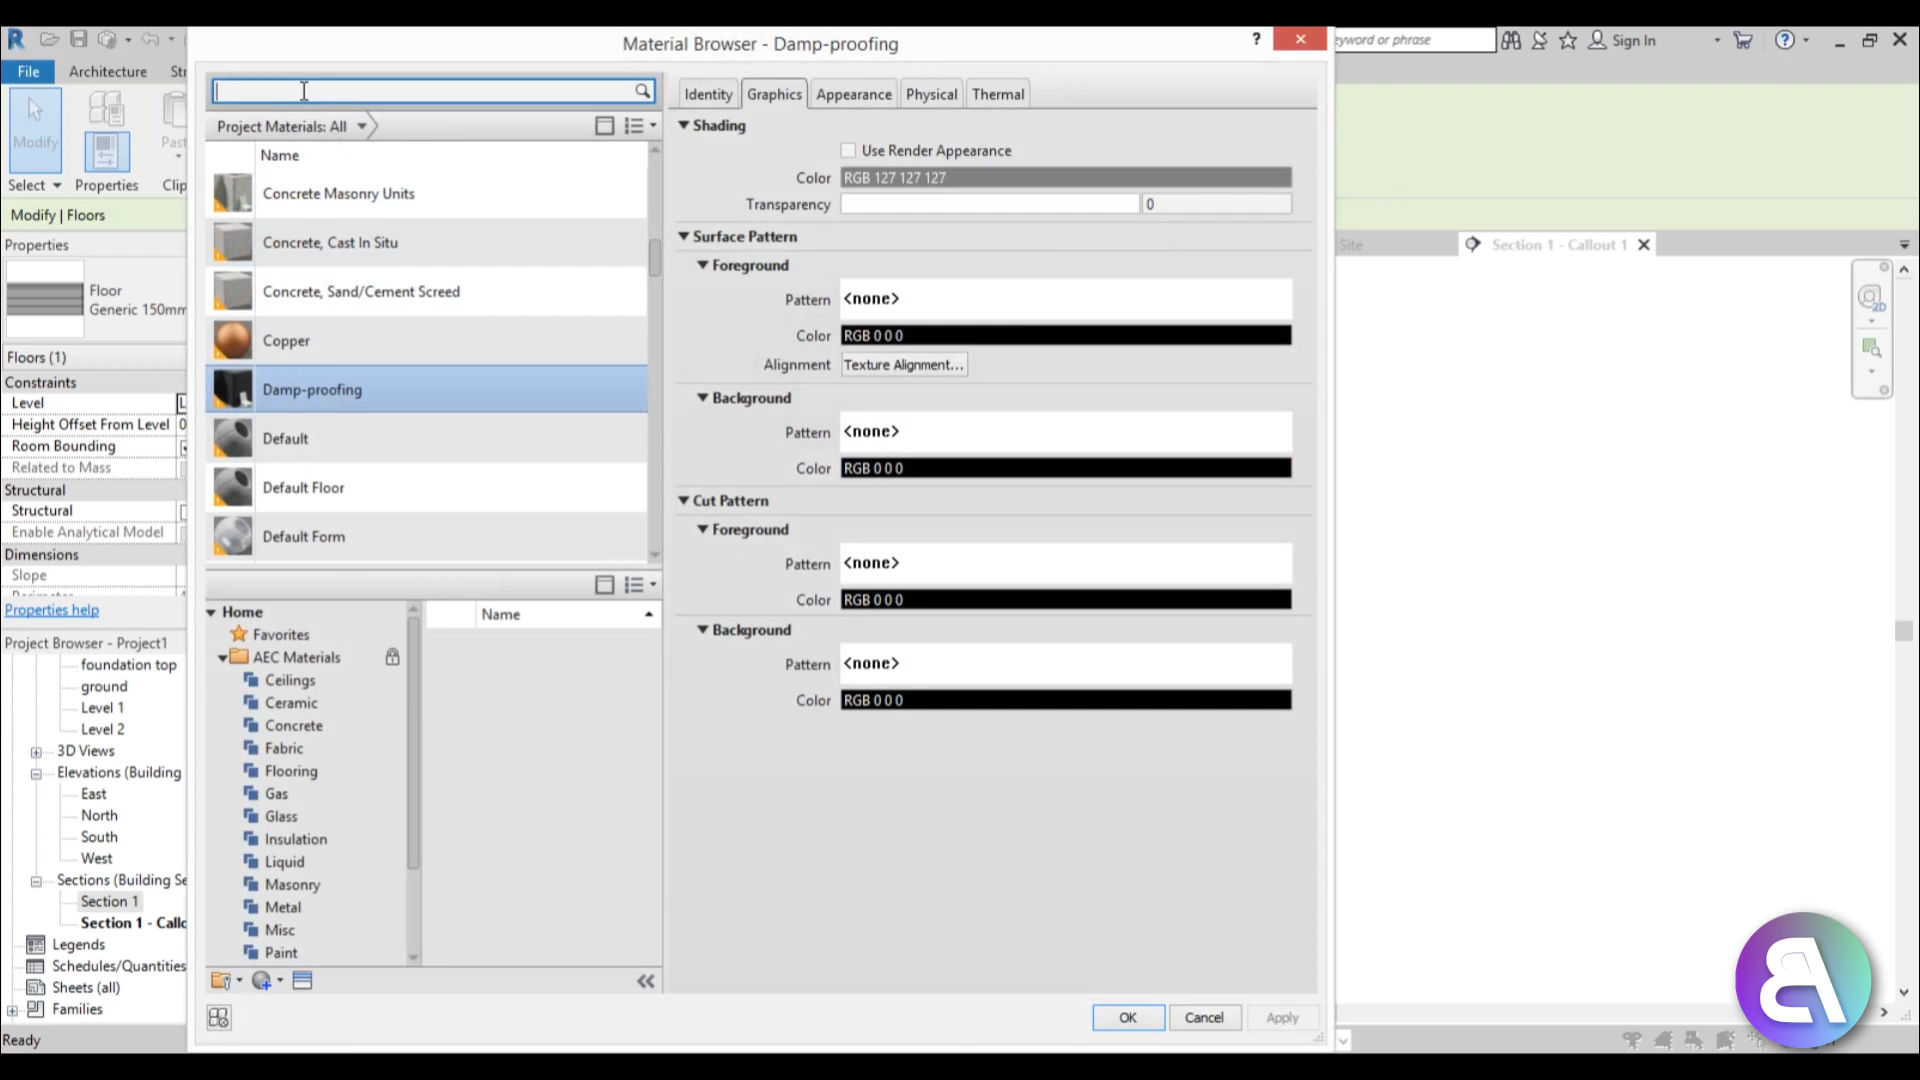 Material Browser - Damp-proofing
?
eyword or phrase
Sign In
File
Architecture
Modify
Select
Properties
Modify | Floors
Properties
Floor
Generic 150mm
Floors (1)
Constraints
Level
Height Offset From Level
0
Room Bounding
Related to Mass
Structural
Structural
Enable Analytical Model
Dimensions
Slope
Properties help
Project Browser - Project1
foundation top
ground
Level 1
Level 2
3D Views
Elevations (Building
East
North
South
West
Sections (Building Se
Section 1
Section 1 - Callo
Legends
Schedules/Quantities
Sheets (all)
Families
Ready
Project Materials: All
Name
Concrete Masonry Units
Concrete, Cast In Situ
Concrete, Sand/Cement Screed
Copper
Damp-proofing
Default
Default Floor
Default Form
Home
Favorites
AEC Materials
Ceilings
Ceramic
Concrete
Fabric
Flooring
Gas
Glass
Insulation
Liquid
Masonry
Metal
Misc
Paint
Name
Identity
Graphics
Appearance
Physical
Thermal
Shading
Use Render Appearance
Color RGB 127 127 127
Transparency 0
Surface Pattern
Foreground
Pattern <none>
Color RGB 0 0 0
Alignment Texture Alignment...
Background
Pattern <none>
Color RGB 0 0 0
Cut Pattern
Foreground
Pattern <none>
Color RGB 0 0 0
Background
Pattern <none>
Color RGB 0 0 0
OK
Cancel
Apply
Site
Section 1 - Callout 1
2D